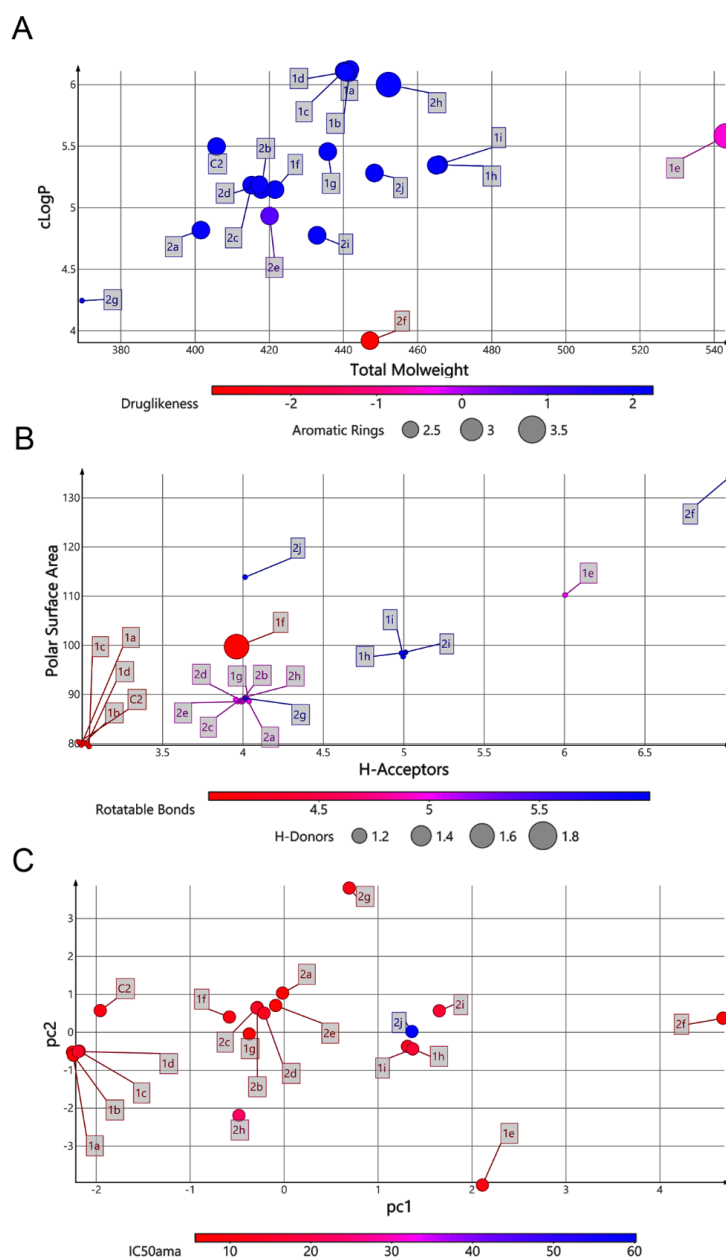 A
6
5.5
5
4.5
4
cLogP
1d
1c
1a
1b
2h
C2
2b
1f
1g
2j
1i
1h
1e
2d
2a
2c
2e
2i
2g
2f
380 400 420 440 460 480 500 520 540
Total Molweight
Druglikeness -2 -1 0 1 2
Aromatic Rings 2.5 3 3.5
B
130
120
110
100
90
80
Polar Surface Area
2f
2j
1e
1c
1a
1f
1i
2i
1d
1h
2d
1g
2b
2h
C2
1b
2e
2g
2c
2a
3.5 4 4.5 5 5.5 6 6.5
H-Acceptors
Rotatable Bonds 4.5 5 5.5
H-Donors 1.2 1.4 1.6 1.8
C
3
2
1
0
-1
-2
-3
pc2
2g
C2
2a
1f
2j
2i
2f
2c
1g
2e
1d
2b
2d
1i
1h
1c
1b
2h
1e
1a
-2 -1 0 1 2 3 4
pc1
IC50ama 10 20 30 40 50 60